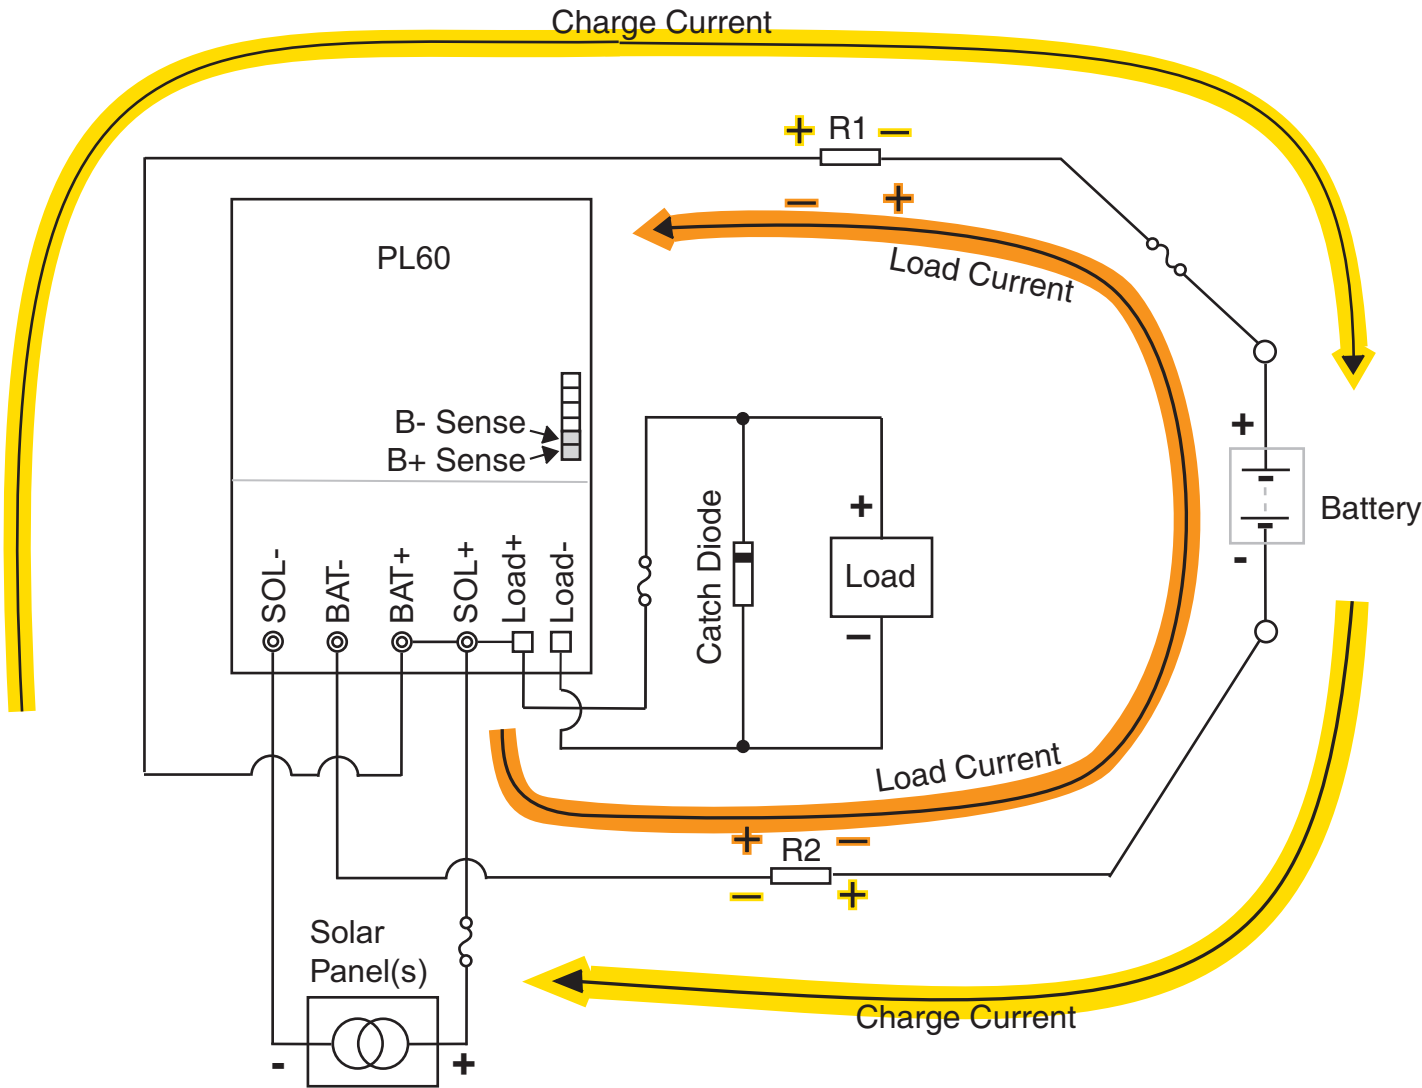 Charge Current
+ R1 −
− +
PL60
Load Current
B- Sense
B+ Sense
+
Battery
-
SOL-
BAT-
BAT+
SOL+
Load+
Load-
Catch Diode
+
Load
−
Load Current
+ −
R2
− +
Solar
Panel(s)
- +
Charge Current